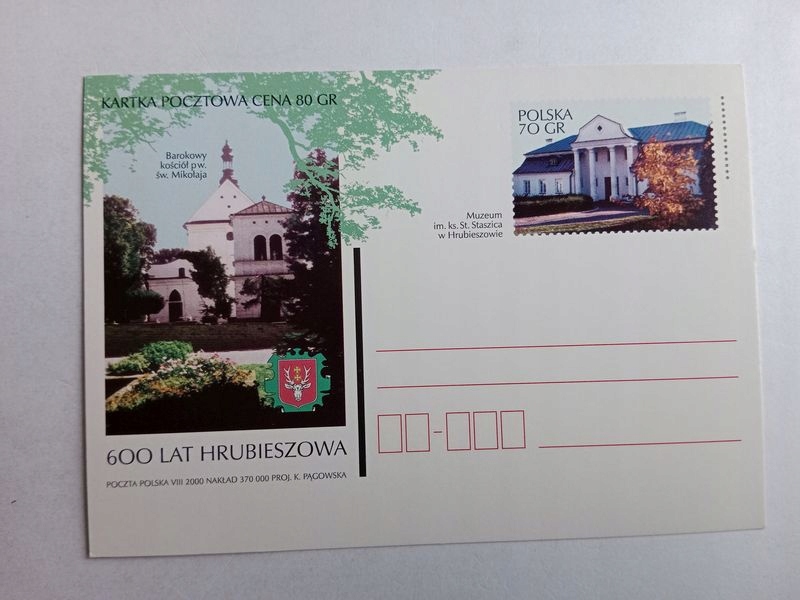 KARTKA POCZTOWA CENA 80 GR
Barokowy
kościół p w.
św. Mikołaja
POLSKA
70 GR
Muzeum
im. ks. St. Staszica
w Hrubieszowie
600 LAT HRUBIESZOWA
POCZTA POLSKA VIII 2000 NAKŁAD 370 000 PROJ. K. PĄGOWSKA